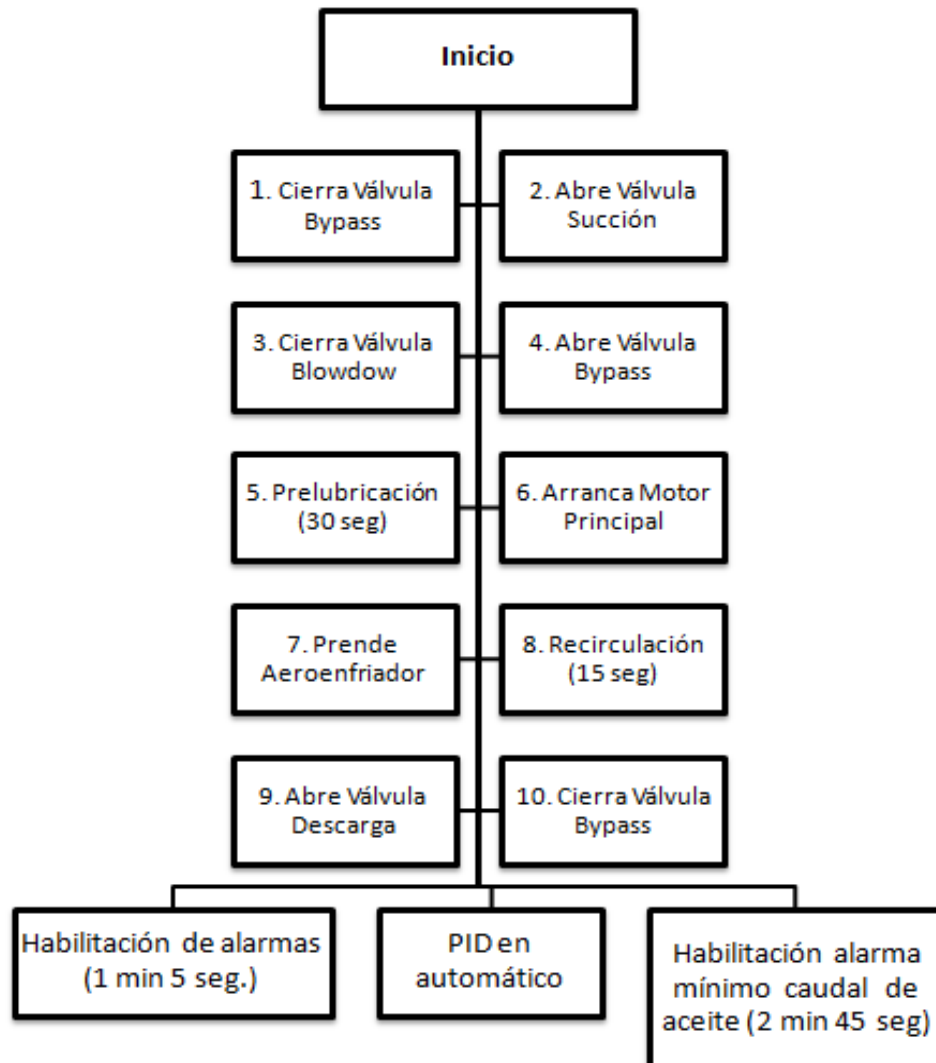 Inicio
1. Cierra Válvula
Bypass
2. Abre Válvula
Succión
3. Cierra Válvula
Blowdow
4. Abre Válvula
Bypass
5. Prelubricación
(30 seg)
6. Arranca Motor
Principal
7. Prende
Aeroenfriador
8. Recirculación
(15 seg)
9. Abre Válvula
Descarga
10. Cierra Válvula
Bypass
Habilitación de alarmas
(1 min 5 seg.)
PID en
automático
Habilitación alarma
mínimo caudal de
aceite (2 min 45 seg)